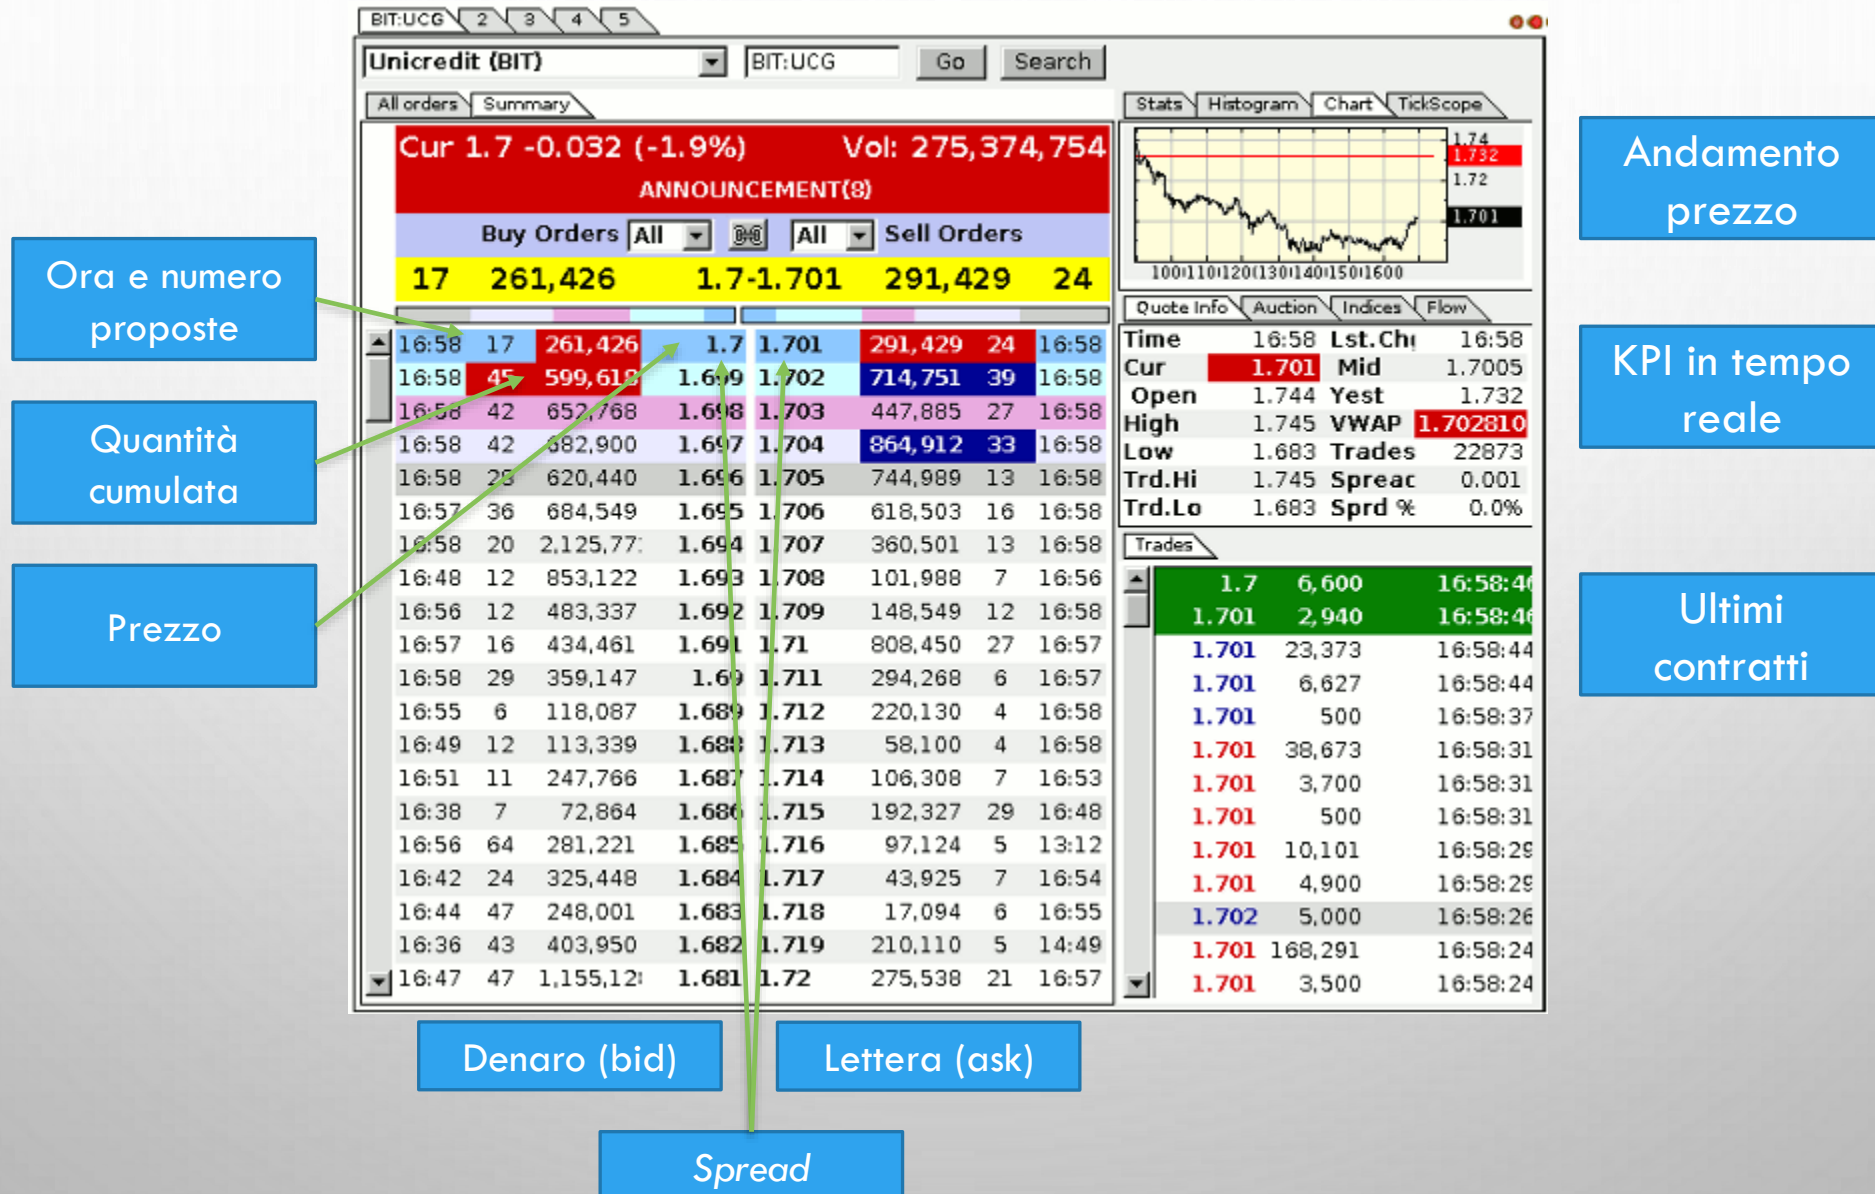 BIT:UCG 2 3 4 5
Unicredit (BIT) BIT:UCG Go Search
All orders Summary
Cur 1.7 -0.032 (-1.9%) Vol: 275,374,754
ANNOUNCEMENT(8)
Buy Orders All All Sell Orders
17 261,426 1.7-1.701 291,429 24
16:58 17 261,426 1.7 1.701 291,429 24 16:58
16:58 45 599,618 1.699 1.702 714,751 39 16:58
16:58 42 652,768 1.698 1.703 447,885 27 16:58
16:58 42 682,900 1.697 1.704 864,912 33 16:58
16:58 620,440 1.696 1.705 744,989 13 16:58
16:57 36 684,549 1.695 1.706 618,503 16 16:58
16:58 20 1.694 1.707 360,501 13 16:58
16:48 12 853,122 1.693 1.708 101,988 7 16:56
16:56 12 483,337 1.692 1.709 148,549 12 16:58
16:57 16 434,461 1.691 1.71 808,450 27 16:57
16:58 29 359,147 1.69 1.711 294,268 6 16:57
16:55 6 118,087 1.689 1.712 220,130 4 16:58
16:49 12 113,339 1.688 1.713 58,100 4 16:58
16:51 11 247,766 1.687 1.714 106,308 7 16:53
16:38 7 72,864 1.686 1.715 192,327 29 16:48
16:56 64 281,221 1.685 1.716 97,124 5 13:12
16:42 24 325,448 1.684 1.717 43,925 7 16:54
16:44 47 248,001 1.683 1.718 17,094 6 16:55
16:36 43 403,950 1.682 1.719 210,110 5 14:49
16:47 47 1.681 1.72 275,538 21 16:57
Stats Histogram Chart TickScope
1.74
1.732
1.72
1.701
Quote Info Auction Indices Flow
Time 16:58 Lst.Chg 16:58
Cur 1.701 Mid 1.7005
Open 1.744 Yest 1.732
High 1.745 VWAP 1.702810
Low 1.683 Trades 22873
Trd.Hi 1.745 Spreac 0.001
Trd.Lo 1.683 Sprd % 0.0%
Trades
1.7 6,600 16:58:46
1.701 2,940 16:58:46
1.701 23,373 16:58:44
1.701 6,627 16:58:44
1.701 500 16:58:37
1.701 38,673 16:58:31
1.701 3,700 16:58:31
1.701 500 16:58:31
1.701 10,101 16:58:29
1.701 4,900 16:58:29
1.702 5,000 16:58:26
1.701 168,291 16:58:24
1.701 3,500 16:58:24
Ora e numero
proposte
Quantità
cumulata
Prezzo
Andamento
prezzo
KPI in tempo
reale
Ultimi
contratti
Denaro (bid)
Lettera (ask)
Spread